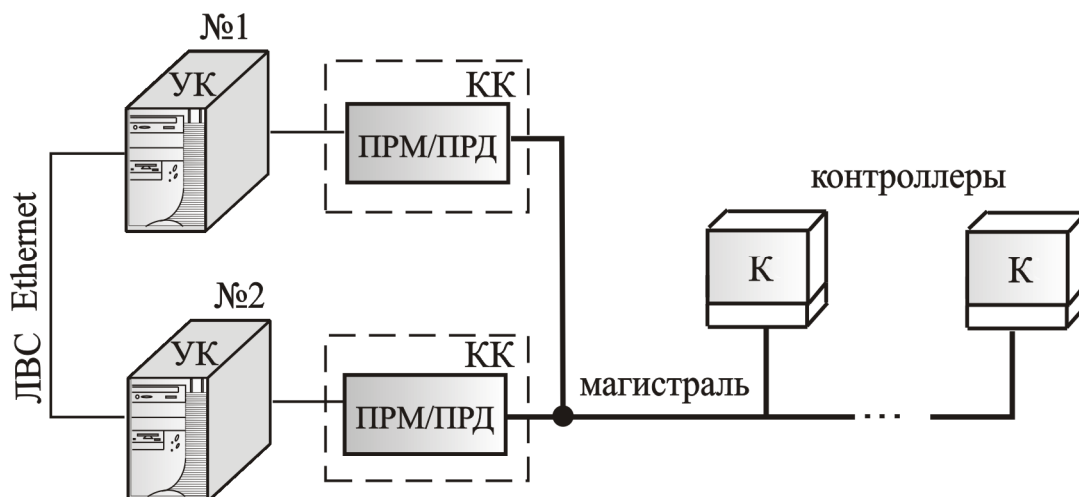 №1
УК
КК
ПРМ/ПРД
контроллеры
К
К
ЛВС Ethernet
№2
УК
КК
ПРМ/ПРД
магистраль
...